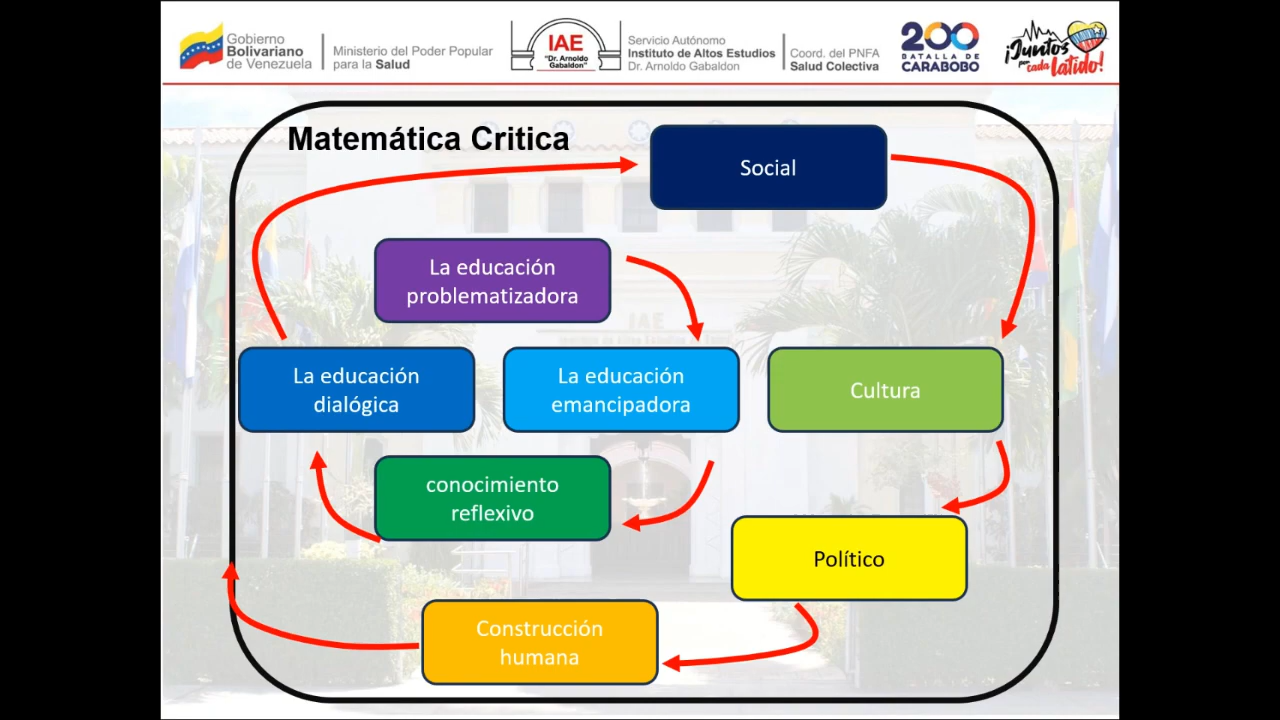 Gobierno
Bolivariano
de Venezuela
Ministerio del Poder Popular
para la Salud
IAE
"Dr. Arnoldo
Gabaldon"
Servicio Autónomo
Instituto de Altos Estudios
Dr. Arnoldo Gabaldon
Coord. del PNFA
Salud Colectiva
200
BATALLA DE
CARABOBO
¡Juntos
por cada
latido!
Matemática Critica
Social
La educación
problematizadora
IAE
La educación
dialógica
La educación
emancipadora
Cultura
conocimiento
reflexivo
Político
Construcción
humana